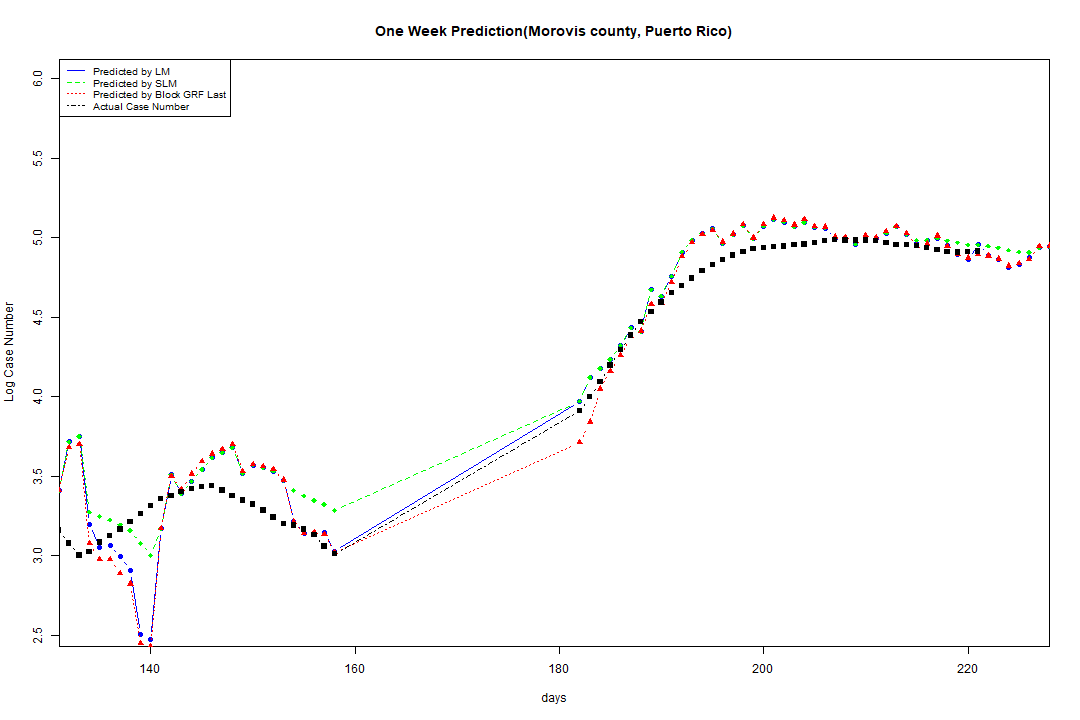 One Week Prediction(Morovis county, Puerto Rico)
Predicted by LM
Predicted by SLM
Predicted by Block GRF Last
Actual Case Number
6.0
5.5
5.0
4.5
4.0
3.5
3.0
2.5
Log Case Number
140 160 180 200 220
days